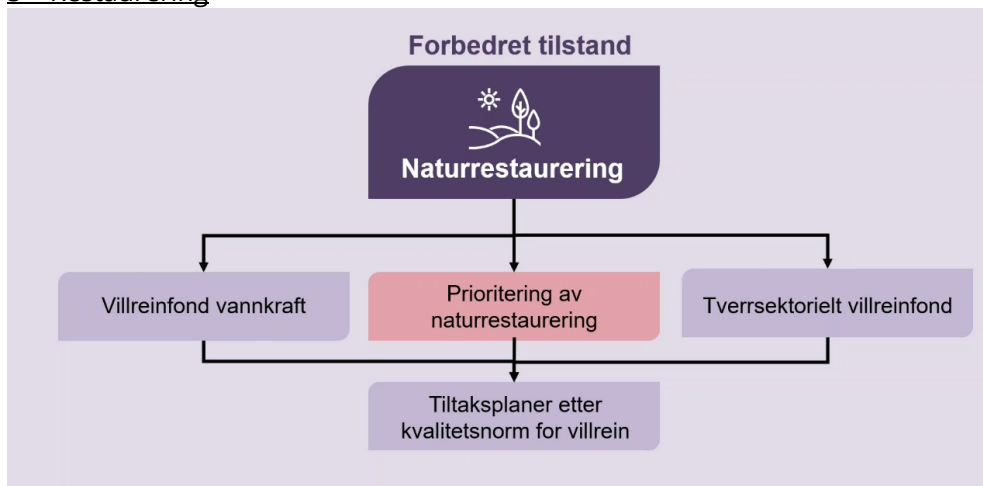 Forbedret tilstand
Naturrestaurering
Villreinfond vannkraft
Prioritering av
naturrestaurering
Tverrsektorielt villreinfond
Tiltaksplaner etter
kvalitetsnorm for villrein